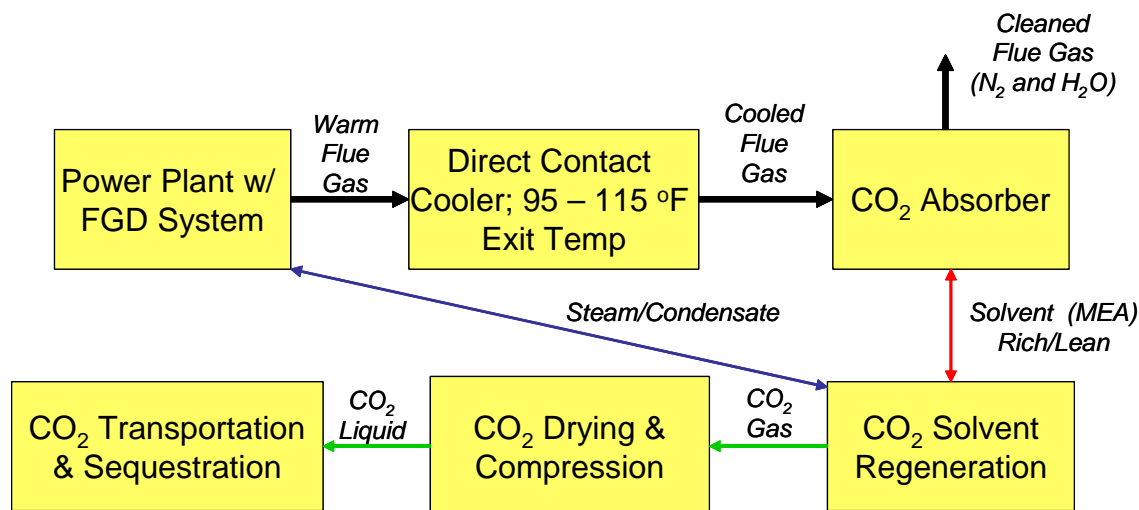 Cleaned
Flue Gas
(N₂ and H₂O)
Warm
Flue
Gas
Cooled
Flue
Gas
Power Plant w/
FGD System
Direct Contact
Cooler; 95 – 115 ºF
Exit Temp
CO₂ Absorber
Steam/Condensate
Solvent (MEA)
Rich/Lean
CO₂ Transportation
& Sequestration
CO₂
Liquid
CO₂ Drying &
Compression
CO₂
Gas
CO₂ Solvent
Regeneration